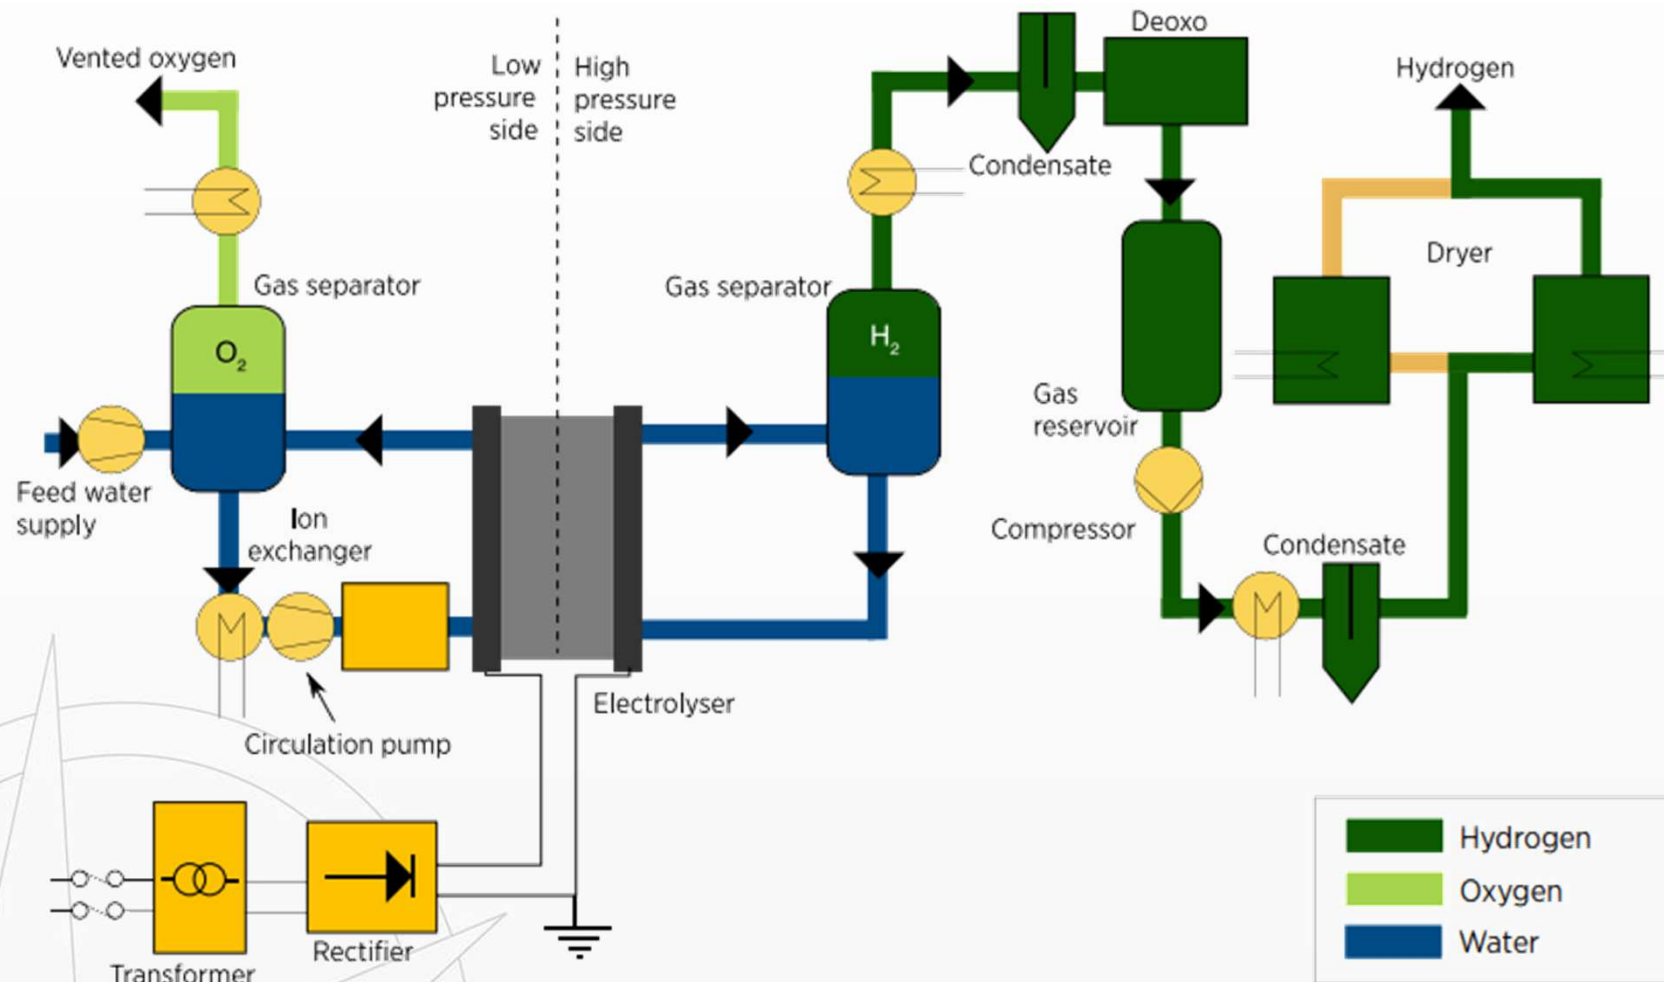 Vented oxygen
Low
pressure
side
High
pressure
side
Deoxo
Hydrogen
Condensate
Dryer
Gas separator
Gas separator
O2
H2
Gas
reservoir
Feed water
supply
Ion
exchanger
Compressor
Condensate
Electrolyser
Circulation pump
Hydrogen
Oxygen
Water
Rectifier
Transformer